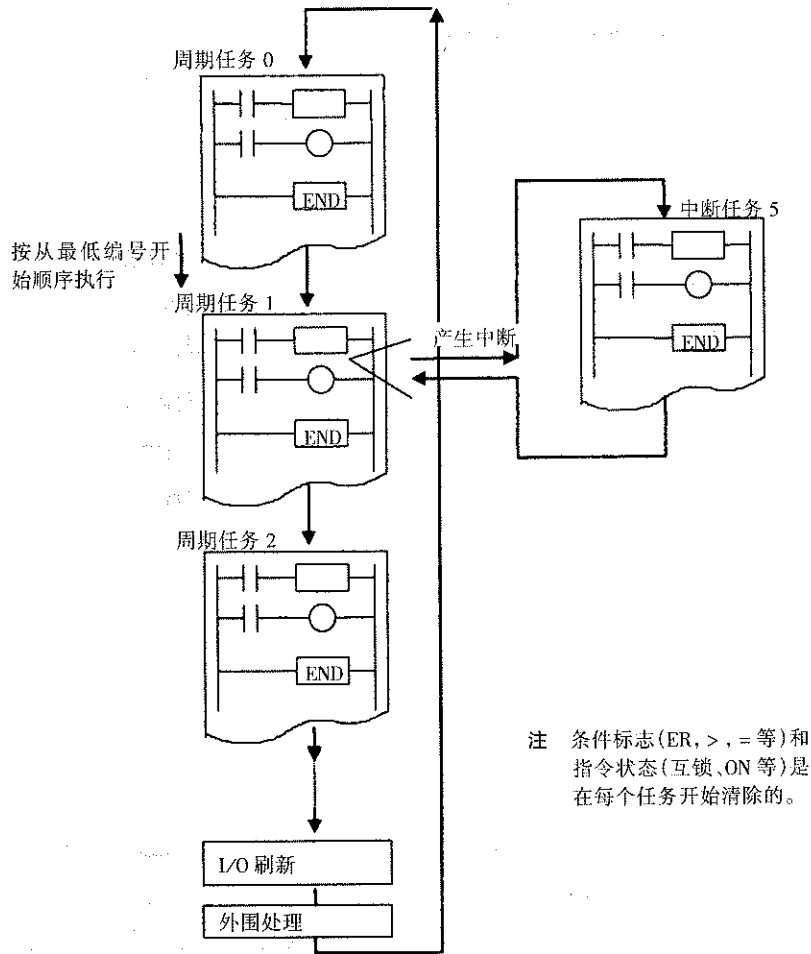 周期任务 0
END
按从最低编号开
始顺序执行
周期任务 1
END
产生中断
中断任务 5
END
周期任务 2
END
注 条件标志(ER, >, = 等)和
指令状态(互锁、ON 等)是
在每个任务开始清除的。
I/O 刷新
外围处理